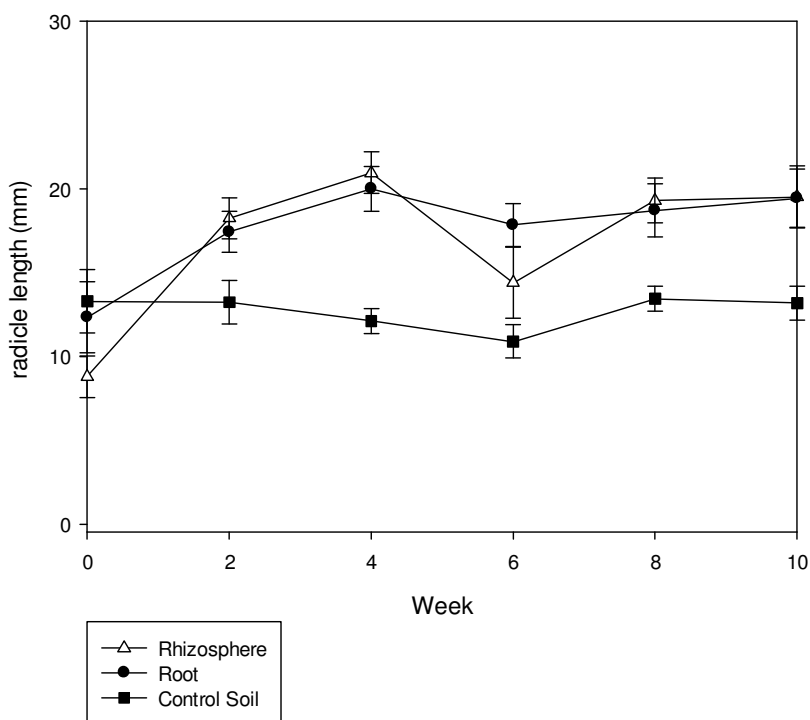 30
20
10
0
radicle length (mm)
0 2 4 6 8 10
Week
Rhizosphere
Root
Control Soil